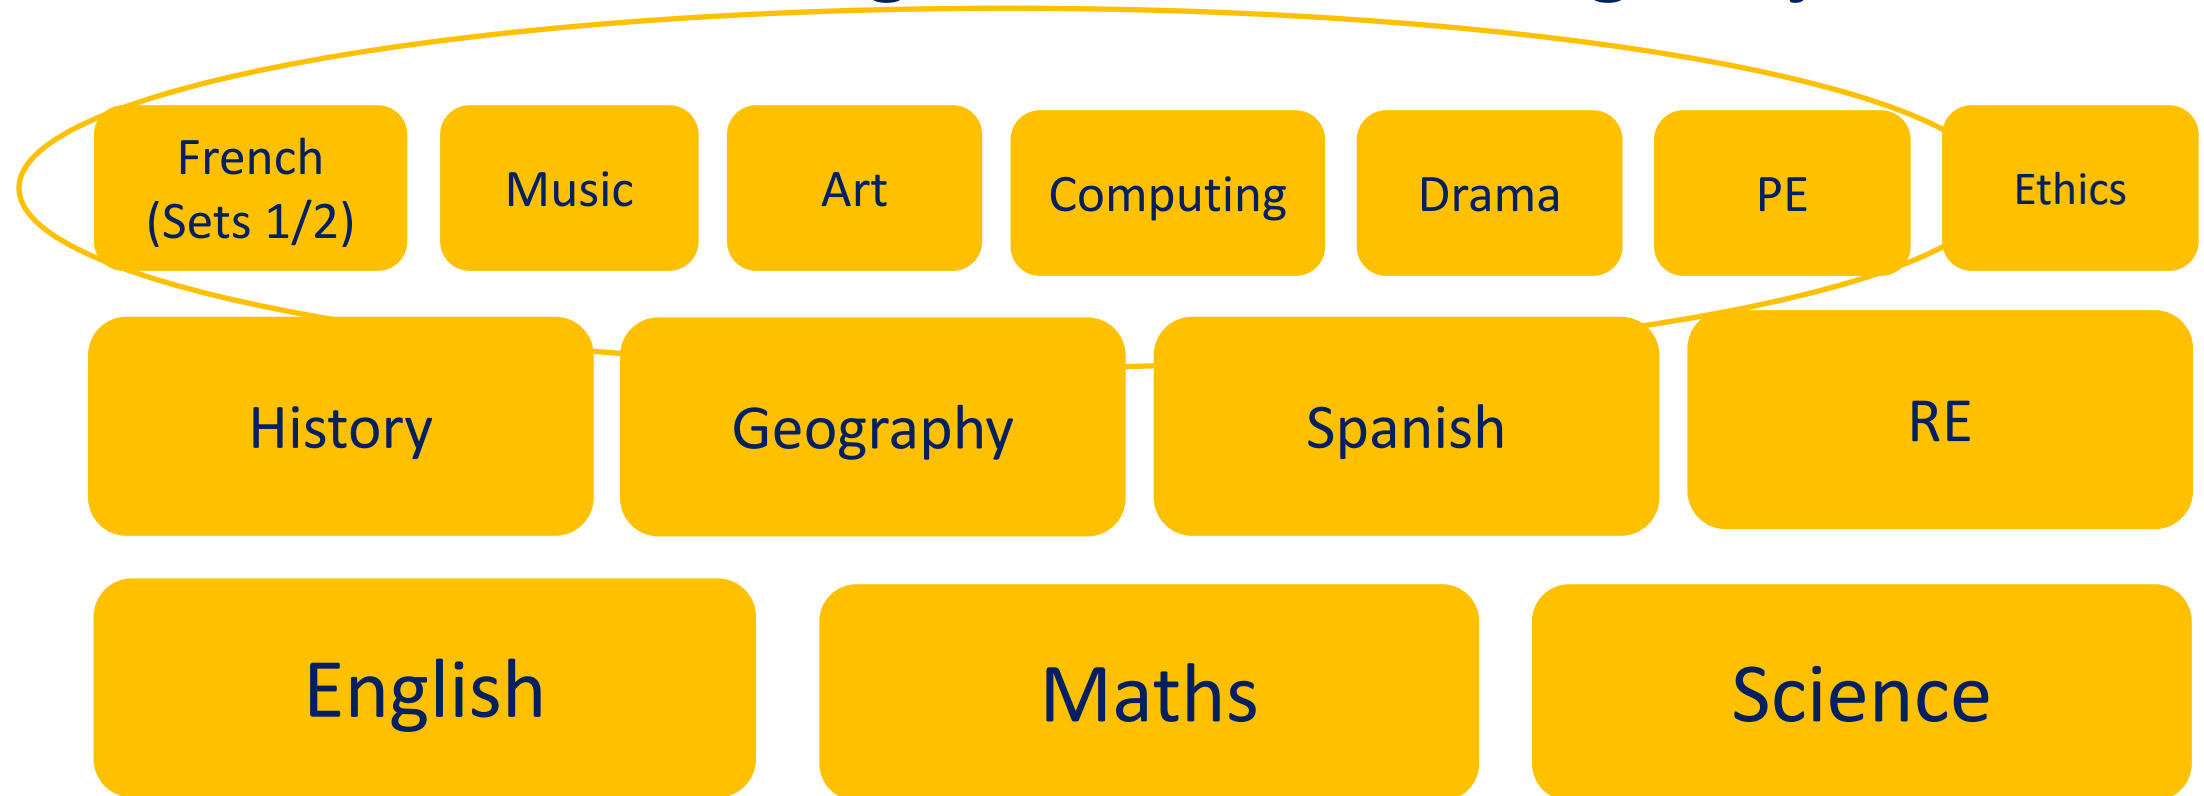 French
(Sets 1/2)
Music
Art
Computing
Drama
PE
Ethics
History
Geography
Spanish
RE
English
Maths
Science